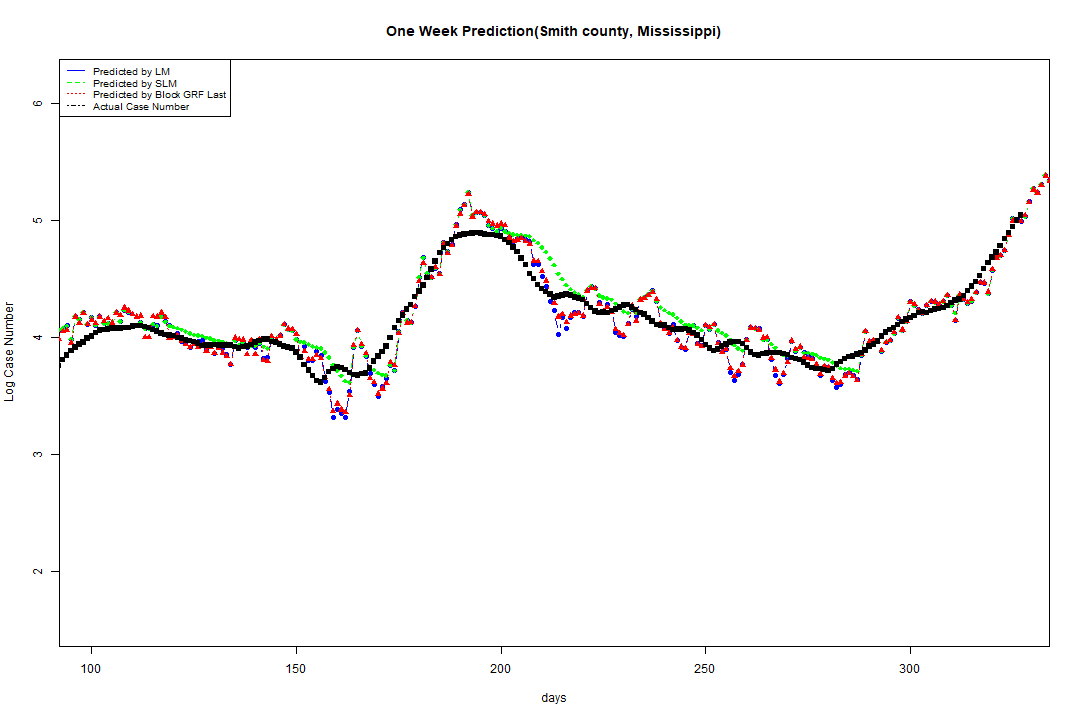 One Week Prediction(Smith county, Mississippi)
Predicted by LM
Predicted by SLM
Predicted by Block GRF Last
Actual Case Number
Log Case Number
6
5
4
3
2
100 150 200 250 300
days